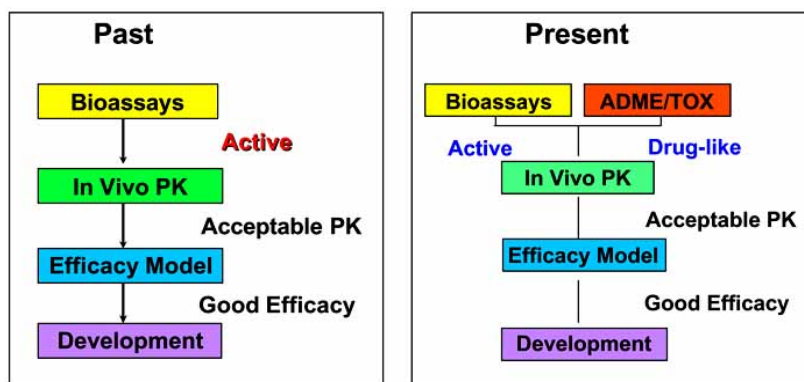 Past
Bioassays
Active
In Vivo PK
Acceptable PK
Efficacy Model
Good Efficacy
Development
Present
Bioassays ADME/TOX
Active Drug-like
In Vivo PK
Acceptable PK
Efficacy Model
Good Efficacy
Development